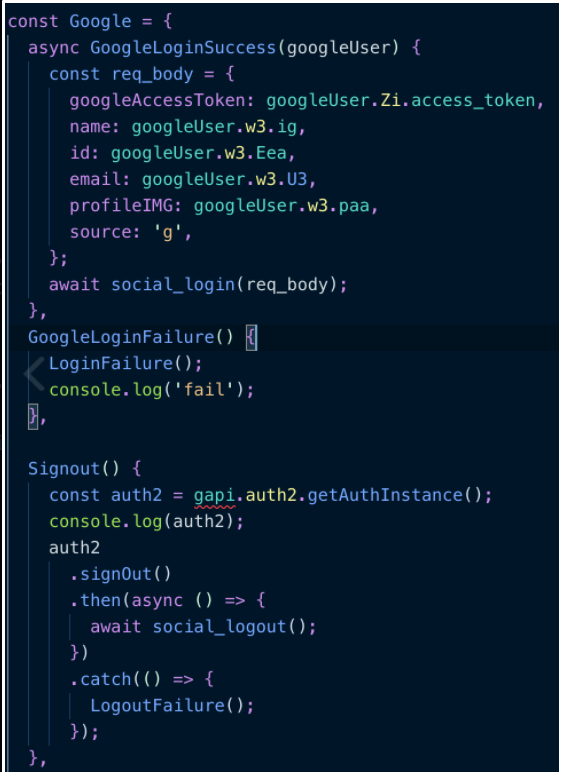 const Google = {
async GoogleLoginSuccess(googleUser) {
const req_body = {
googleAccessToken: googleUser.Zi.access_token,
name: googleUser.w3.ig,
id: googleUser.w3.Eea,
email: googleUser.w3.U3,
profileIMG: googleUser.w3.paa,
source: 'g',
};
await social_login(req_body);
},
GoogleLoginFailure() {
LoginFailure();
console.log('fail');
},
Signout() {
const auth2 = gapi.auth2.getAuthInstance();
console.log(auth2);
auth2
.signOut()
.then(async () => {
await social_logout();
})
.catch(() => {
LogoutFailure();
});
},